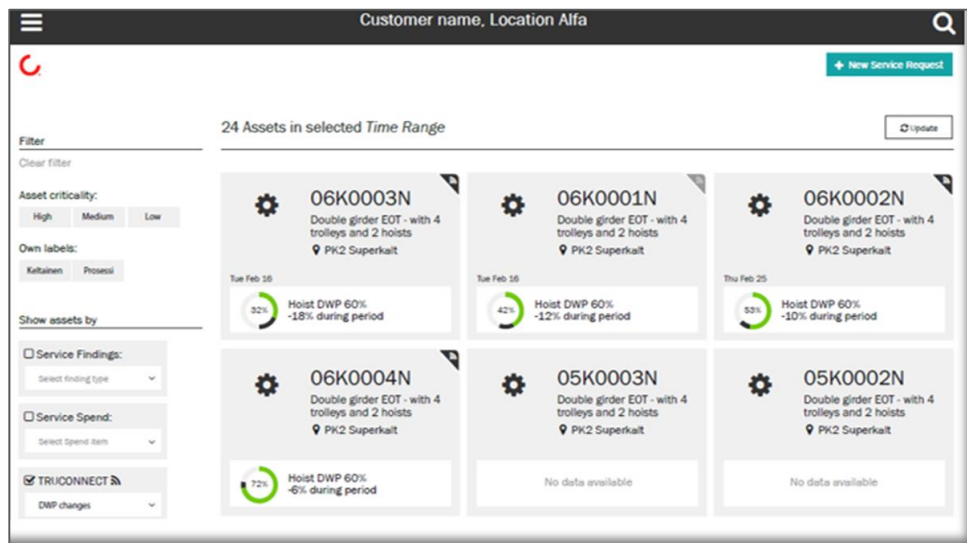 Customer name, Location Alfa
+ New Service Request
24 Assets in selected Time Range
Update
Filter
Clear filter
Asset criticality:
High Medium Low
Own labels:
Keltainen Prosessi
Show assets by
Service Findings:
Select finding type
Service Spend:
Select Spend item
TRUCONNECT
DWP changes
06K0003N
Double girder EOT - with 4
trolleys and 2 hoists
PK2 Superkalt
Tue Feb 16
32%
Hoist DWP 60%
-18% during period
06K0001N
Double girder EOT - with 4
trolleys and 2 hoists
PK2 Superkalt
Tue Feb 16
42%
Hoist DWP 60%
-12% during period
06K0002N
Double girder EOT - with 4
trolleys and 2 hoists
PK2 Superkalt
Thu Feb 25
53%
Hoist DWP 60%
-10% during period
06K0004N
Double girder EOT - with 4
trolleys and 2 hoists
PK2 Superkalt
72%
Hoist DWP 60%
-6% during period
05K0003N
Double girder EOT - with 4
trolleys and 2 hoists
PK2 Superkalt
No data available
05K0002N
Double girder EOT - with 4
trolleys and 2 hoists
PK2 Superkalt
No data available